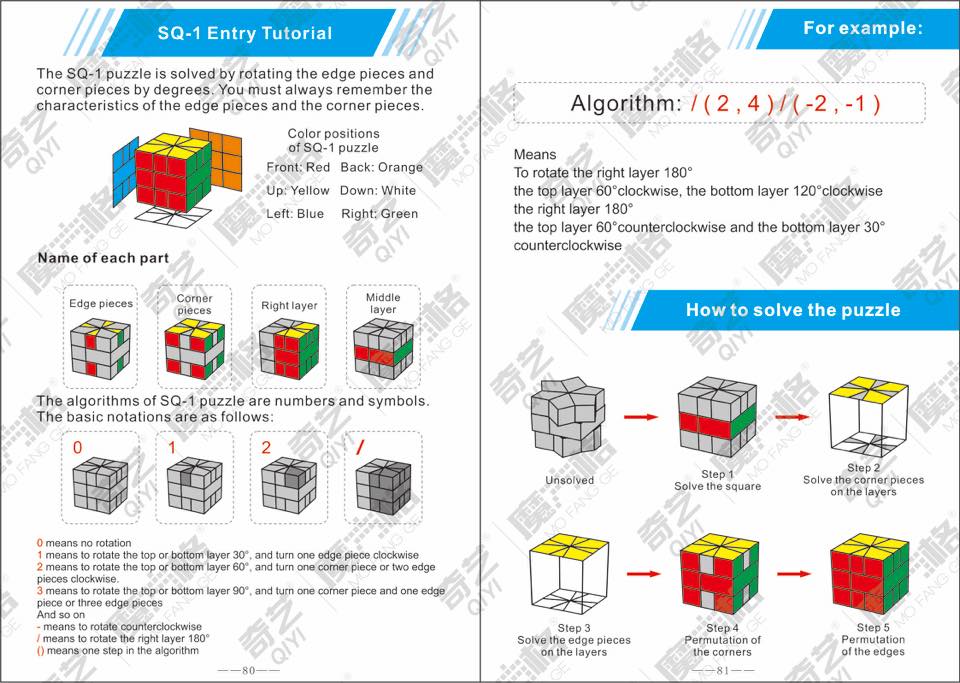 SQ-1 Entry Tutorial
The SQ-1 puzzle is solved by rotating the edge pieces and
corner pieces by degrees. You must always remember the
characteristics of the edge pieces and the corner pieces.
Color positions
of SQ-1 puzzle
Front: Red Back: Orange
Up: Yellow Down: White
Left: Blue Right: Green
Name of each part
Edge pieces
Corner
pieces
Right layer
Middle
layer
The algorithms of SQ-1 puzzle are numbers and symbols.
The basic notations are as follows:
0
1
2
/
0 means no rotation
1 means to rotate the top or bottom layer 30°, and turn one edge piece clockwise
2 means to rotate the top or bottom layer 60°, and turn one corner piece or two edge
pieces clockwise.
3 means to rotate the top or bottom layer 90°, and turn one corner piece and one edge
piece or three edge pieces
And so on
- means to rotate counterclockwise
/ means to rotate the right layer 180°
() means one step in the algorithm
——80——
For example:
Algorithm: / ( 2 , 4 ) / ( -2 , -1 )
Means
To rotate the right layer 180°
the top layer 60°clockwise, the bottom layer 120°clockwise
the right layer 180°
the top layer 60°counterclockwise and the bottom layer 30°
counterclockwise
How to solve the puzzle
Unsolved
Step 1
Solve the square
Step 2
Solve the corner pieces
on the layers
Step 3
Solve the edge pieces
on the layers
Step 4
Permutation of
the corners
Step 5
Permutation
of the edges
——81——
奇艺
QIYI
魔方格
MO FANG GE